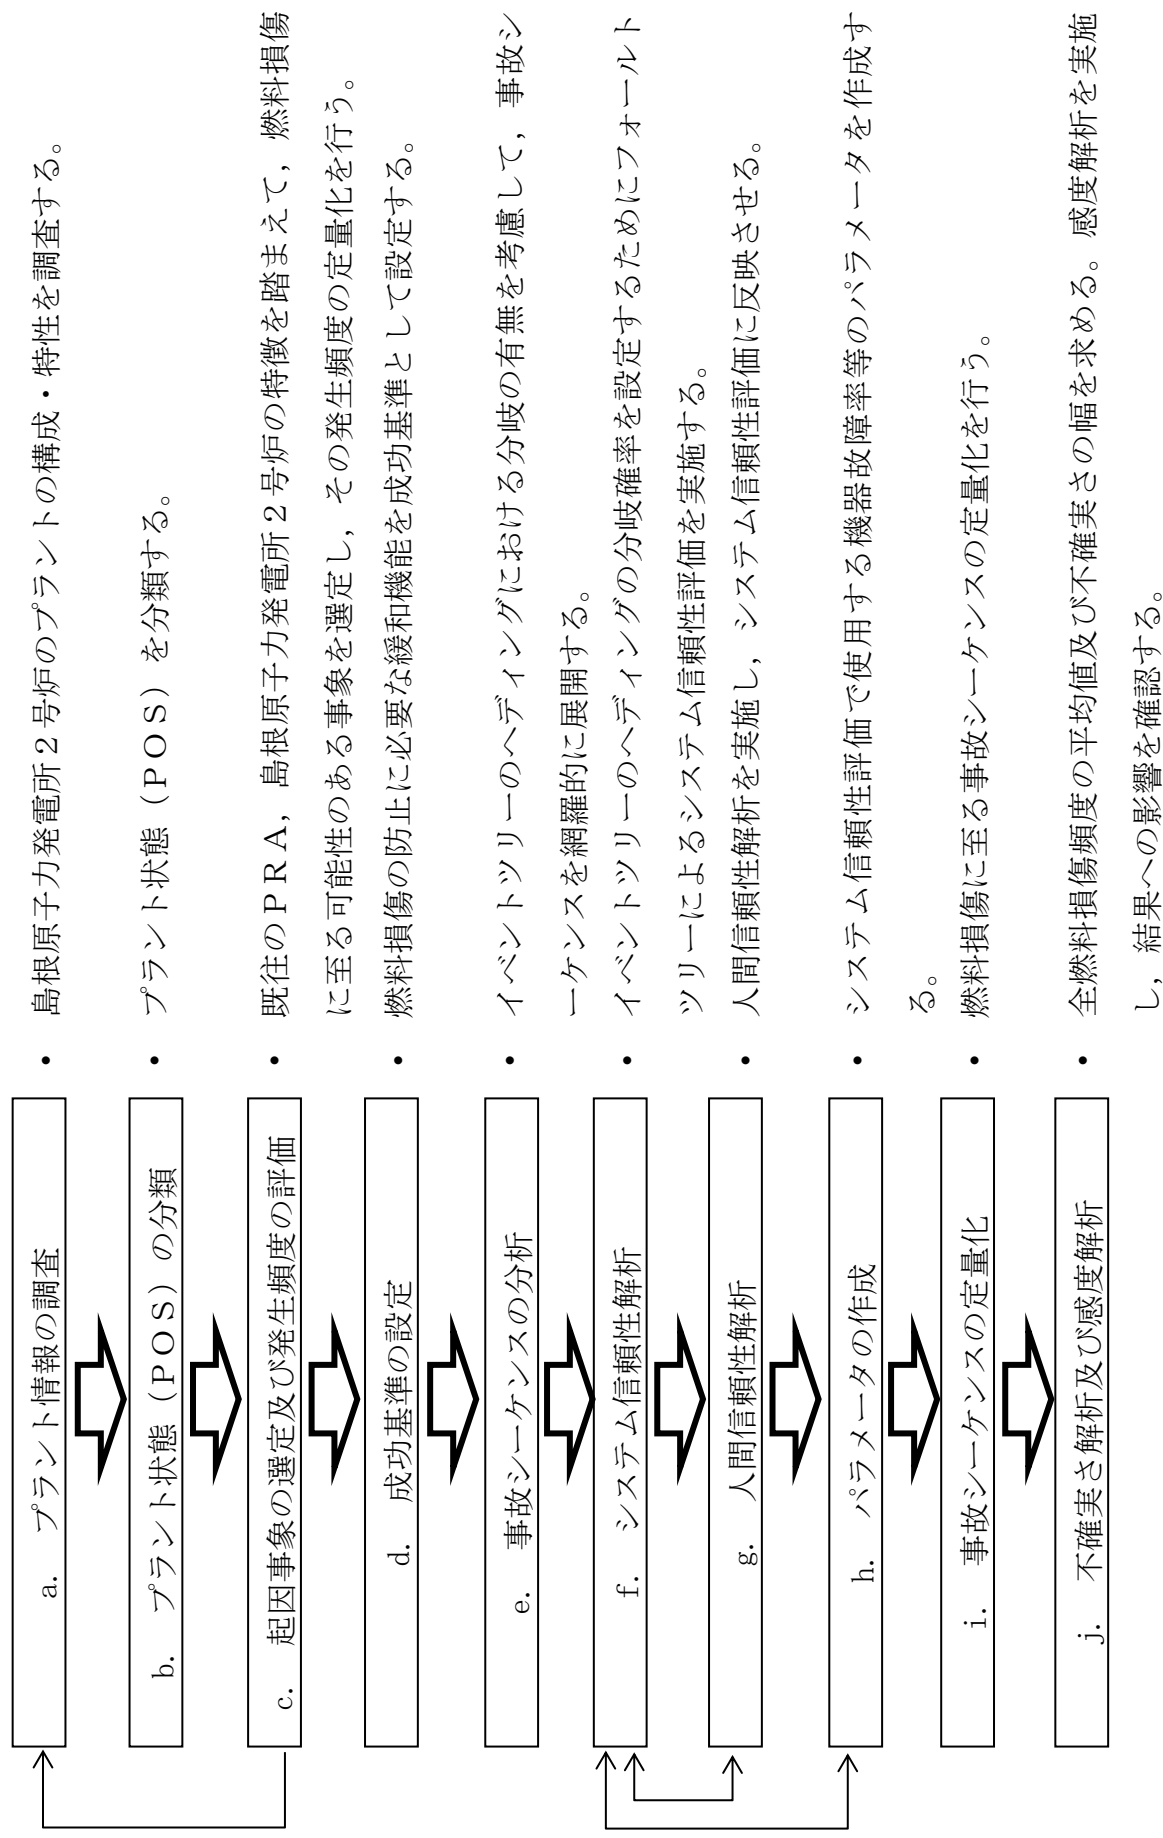 a. プラント情報の調査
・ 島根原子力発電所２号炉のプラントの構成・特性を調査する。
b. プラント状態（ＰＯＳ）の分類
・ プラント状態（ＰＯＳ）を分類する。
c. 起因事象の選定及び発生頻度の評価
・ 既往のＰＲＡ，島根原子力発電所２号炉の特徴を踏まえて，燃料損傷
に至る可能性のある事象を選定し，その発生頻度の定量化を行う。
d. 成功基準の設定
・ 燃料損傷の防止に必要な緩和機能を成功基準として設定する。
e. 事故シーケンスの分析
・ イベントツリーのヘディングにおける分岐の有無を考慮して，事故シ
ーケンスを網羅的に展開する。
f. システム信頼性解析
・ イベントツリーのヘディングの分岐確率を設定するためにフォールト
ツリーによるシステム信頼性評価を実施する。
g. 人間信頼性解析
・ 人間信頼性解析を実施し，システム信頼性評価に反映させる。
h. パラメータの作成
・ システム信頼性評価で使用する機器故障率等のパラメータを作成す
る。
i. 事故シーケンスの定量化
・ 燃料損傷に至る事故シーケンスの定量化を行う。
j. 不確実さ解析及び感度解析
・ 全燃料損傷頻度の平均値及び不確実さの幅を求める。感度解析を実施
し，結果への影響を確認する。